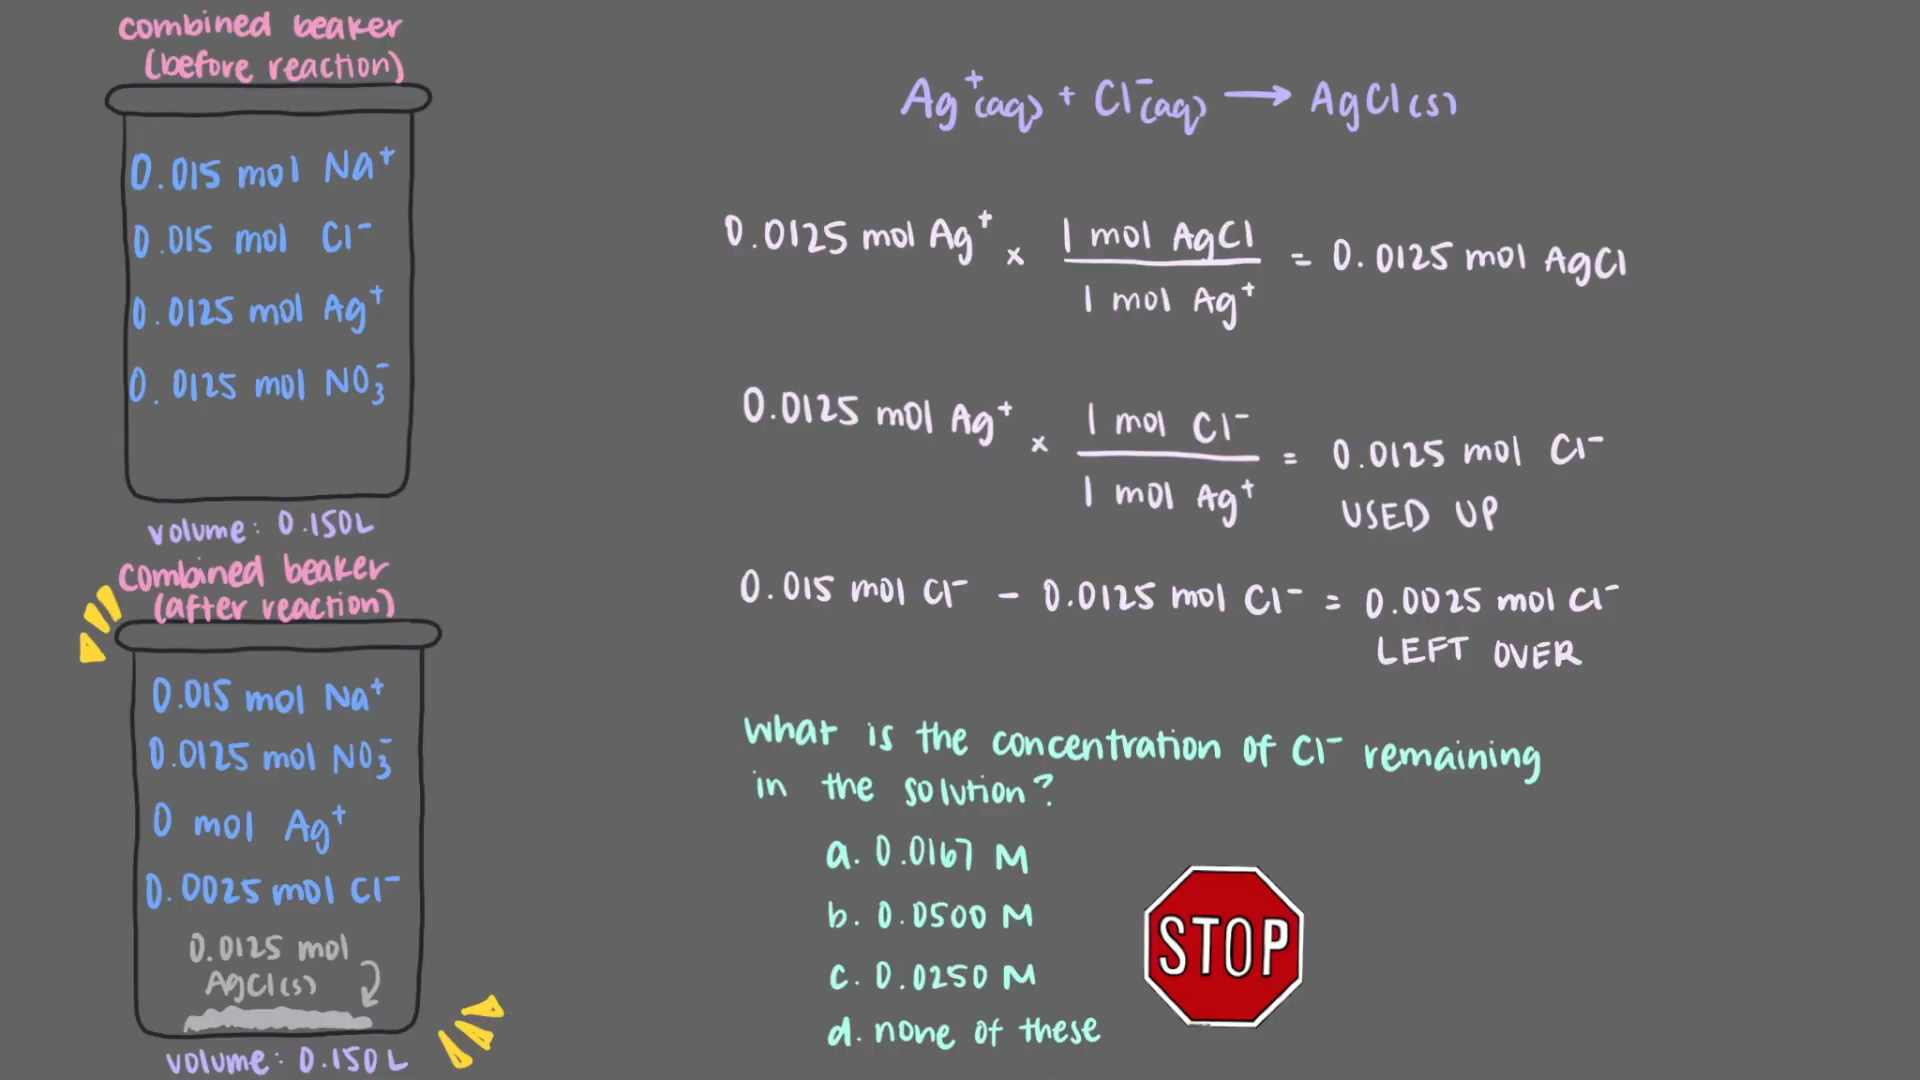 combined beaker
(before reaction)
0.015 mol Na⁺
0.015 mol Cl⁻
0.0125 mol Ag⁺
0.0125 mol NO₃⁻
volume: 0.150L
combined beaker
(after reaction)
0.015 mol Na⁺
0.0125 mol NO₃⁻
0 mol Ag⁺
0.0025 mol Cl⁻
0.0125 mol
AgCl(s)
volume: 0.150L
Ag⁺(aq) + Cl⁻(aq) → AgCl(s)
0.0125 mol Ag⁺ × 1 mol AgCl / 1 mol Ag⁺ = 0.0125 mol AgCl
0.0125 mol Ag⁺ × 1 mol Cl⁻ / 1 mol Ag⁺ = 0.0125 mol Cl⁻
USED UP
0.015 mol Cl⁻ - 0.0125 mol Cl⁻ = 0.0025 mol Cl⁻
LEFT OVER
what is the concentration of Cl⁻ remaining
in the solution?
a. 0.0167 M
b. 0.0500 M
c. 0.0250 M
d. none of these
STOP